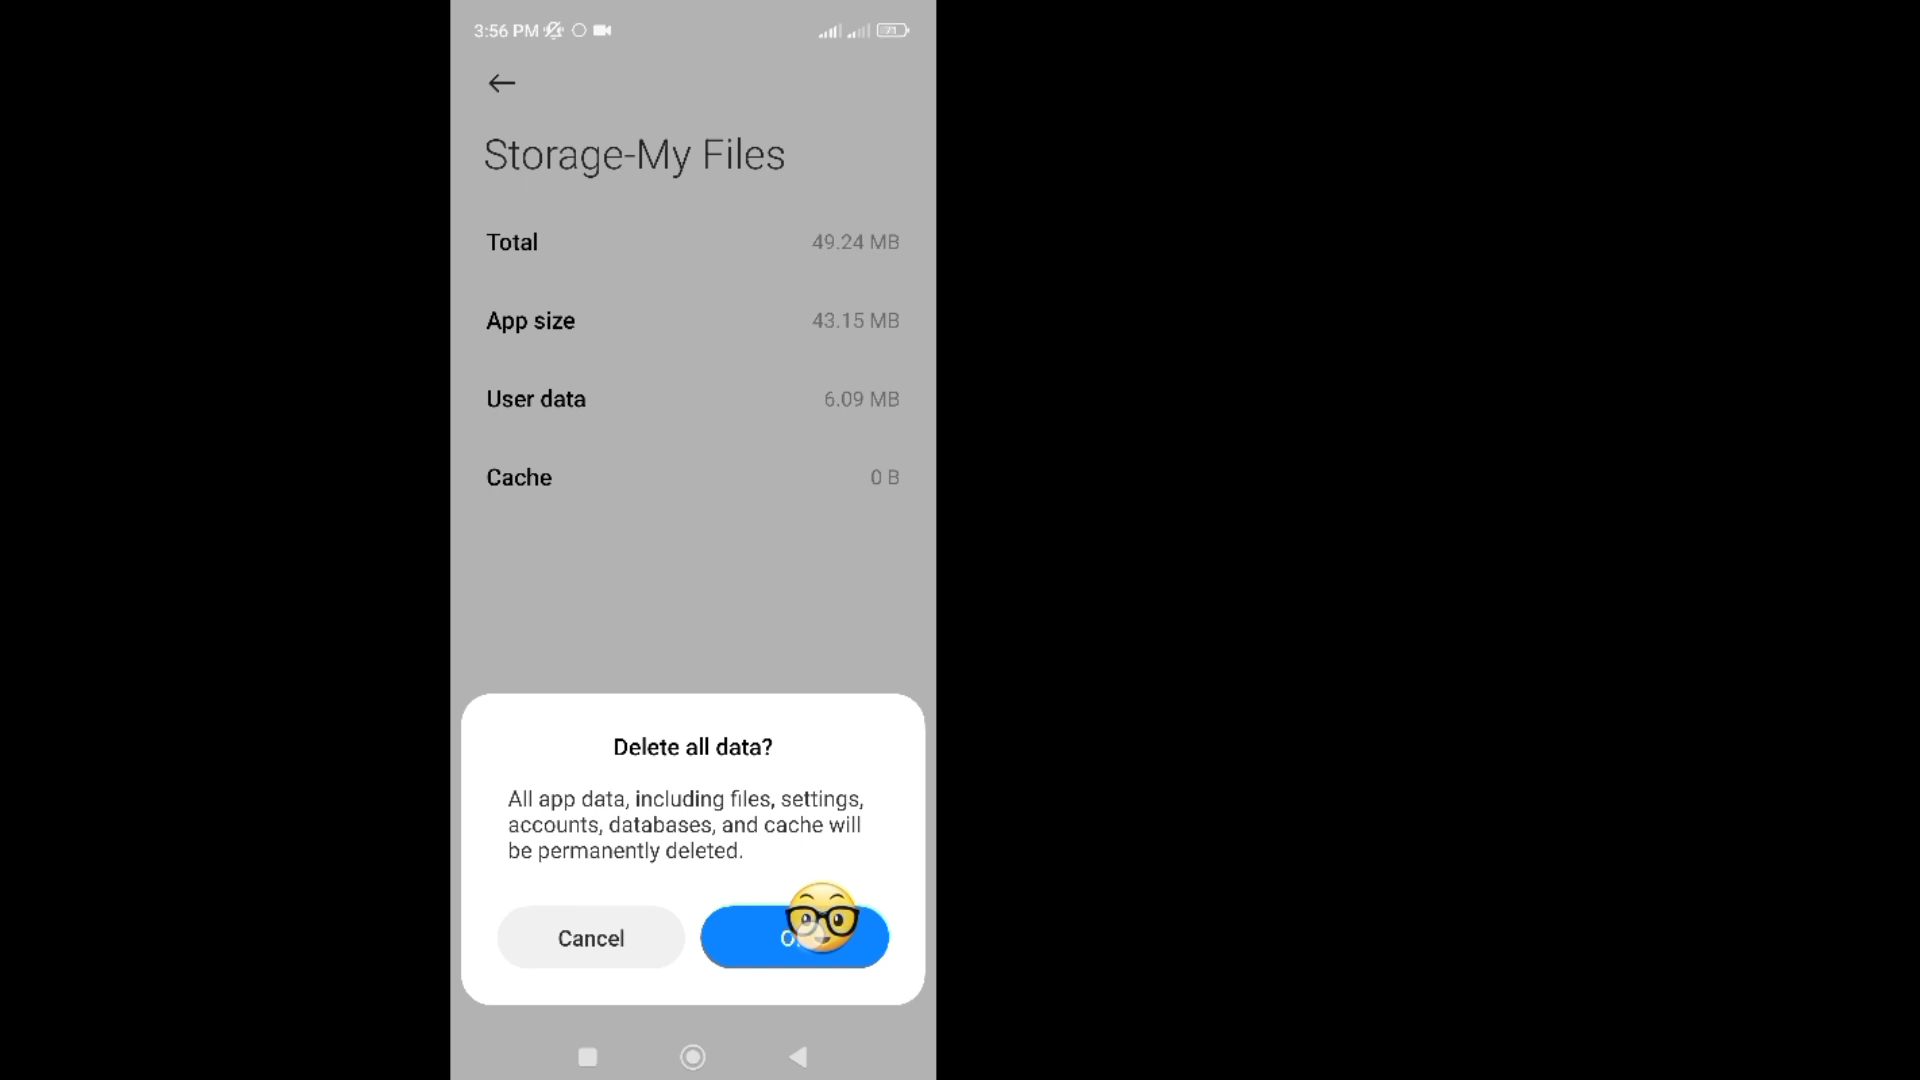 3:56 PM
71
Storage-My Files
Total 49.24 MB
App size 43.15 MB
User data 6.09 MB
Cache 0 B
Delete all data?
All app data, including files, settings,
accounts, databases, and cache will
be permanently deleted.
Cancel